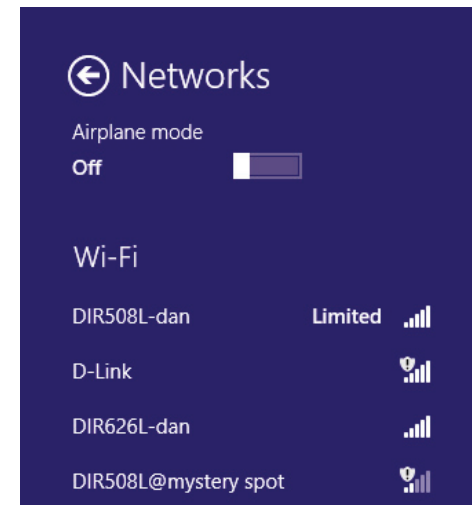 Networks
Airplane mode
Off
Wi-Fi
DIR508L-dan Limited
D-Link
DIR626L-dan
DIR508L@mystery spot